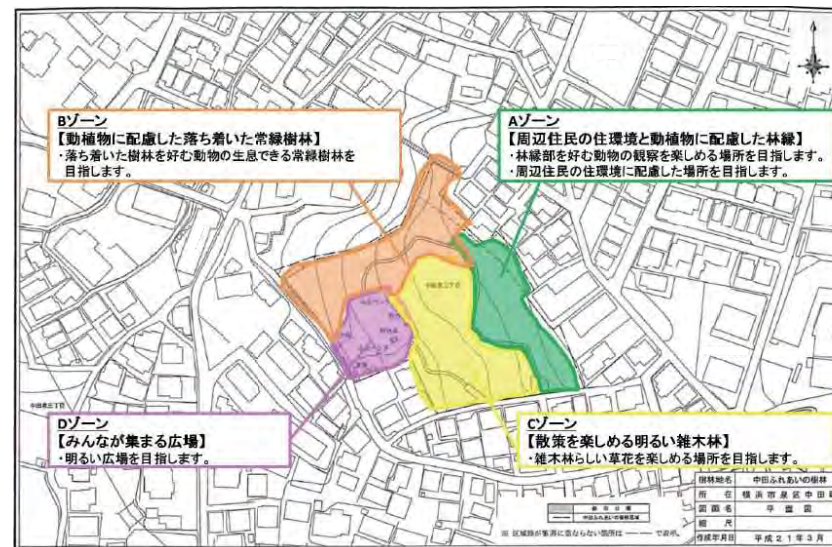 Bゾーン
【動植物に配慮した落ち着いた常緑樹林】
・落ち着いた樹林を好む動物の生息できる常緑樹林を
目指します。
Aゾーン
【周辺住民の住環境と動植物に配慮した林縁】
・林縁部を好む動物の観察を楽しめる場所を目指します。
・周辺住民の住環境に配慮した場所を目指します。
Dゾーン
【みんなが集まる広場】
・明るい広場を目指します。
Cゾーン
【散策を楽しめる明るい雑木林】
・雑木林らしい草花を楽しめる場所を目指します。
樹林地名 中田ふれあいの樹林
所在 横浜市泉区中田
図面名 平面図
縮尺
作成年月日 平成21年3月